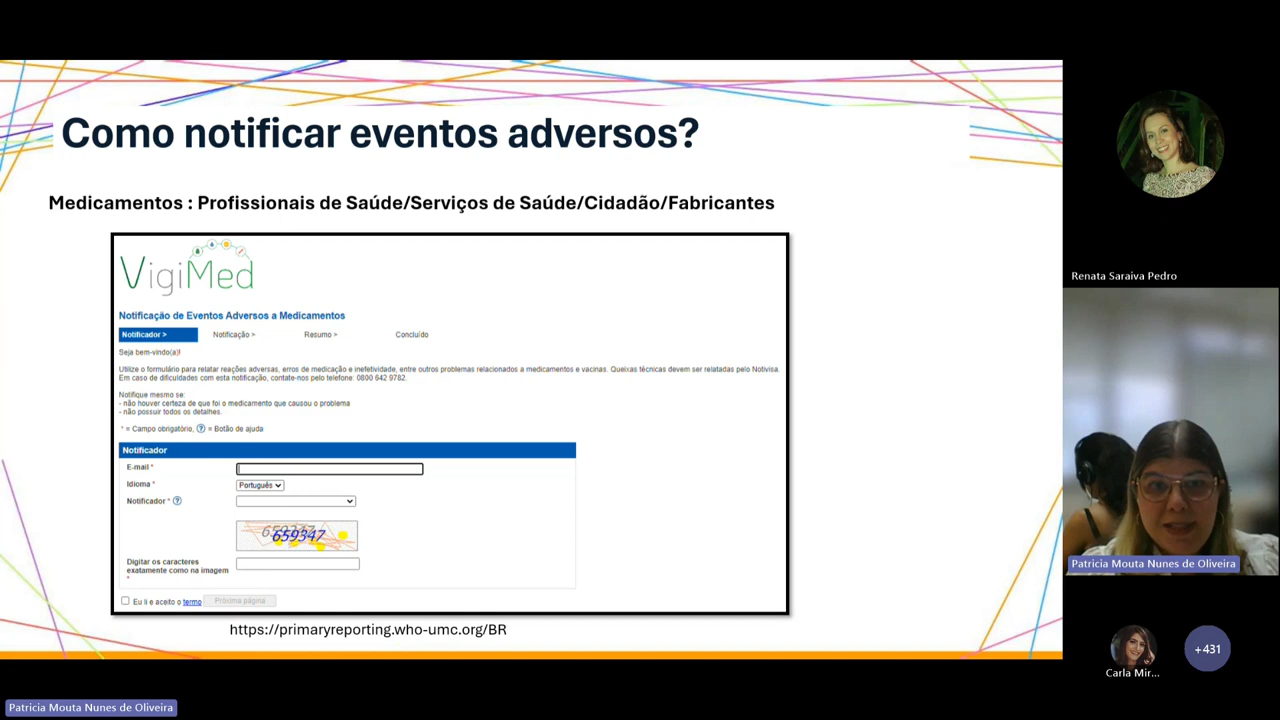 Como notificar eventos adversos?
Medicamentos : Profissionais de Saúde/Serviços de Saúde/Cidadão/Fabricantes
VigiMed
Notificação de Eventos Adversos a Medicamentos
Notificador >
Notificação >
Resumo >
Concluído
Seja bem-vindo(a)!
Utilize o formulário para relatar reações adversas, erros de medicação e inefetividade, entre outros problemas relacionados a medicamentos e vacinas. Queixas técnicas devem ser relatadas pelo Notivisa.
Em caso de dificuldades com esta notificação, contate-nos pelo telefone: 0800 642 9782.
Notifique mesmo se:
- não houver certeza de que foi o medicamento que causou o problema
- não possuir todos os detalhes.
* = Campo obrigatório, ? = Botão de ajuda
Notificador
E-mail *
Idioma *
Português
Notificador * ?
659347
659347
Digitar os caracteres
exatamente como na imagem
*
Eu li e aceito o termo
Próxima página
https://primaryreporting.who-umc.org/BR
Renata Saraiva Pedro
Patricia Mouta Nunes de Oliveira
Carla Mir...
+431
Patricia Mouta Nunes de Oliveira